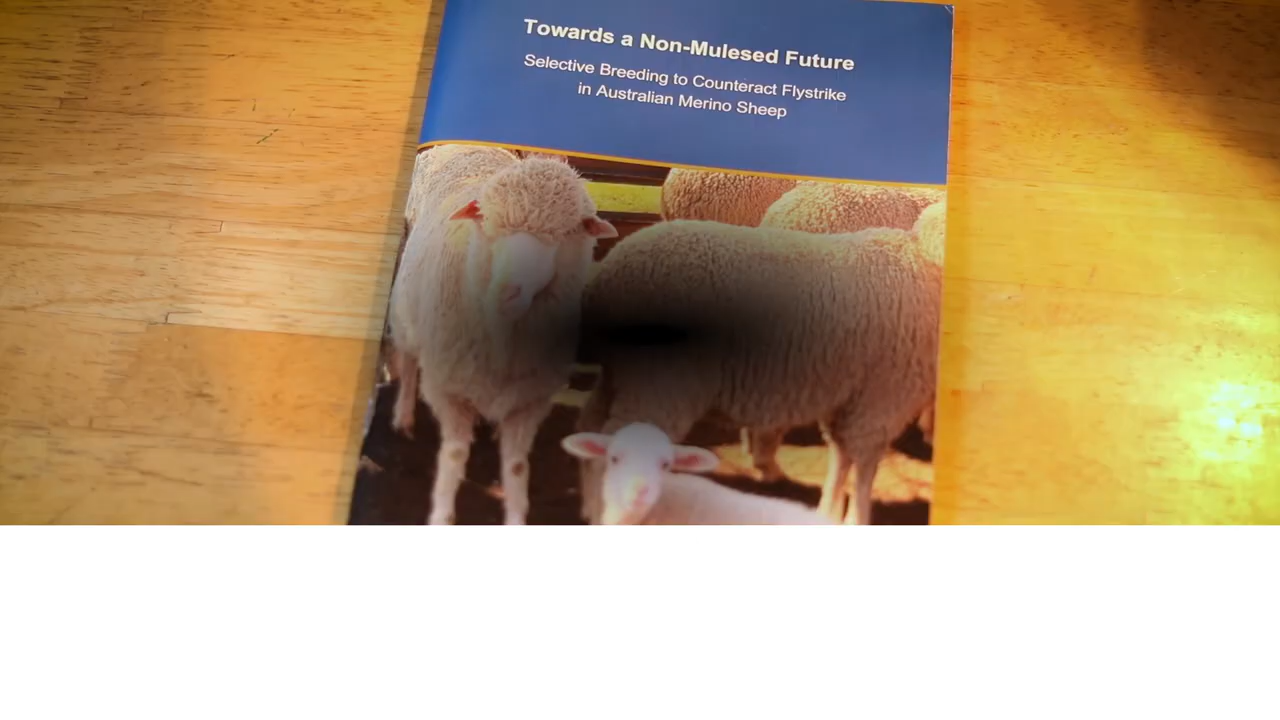 Towards a Non-Mulesed Future
Selective Breeding to Counteract Flystrike
in Australian Merino Sheep